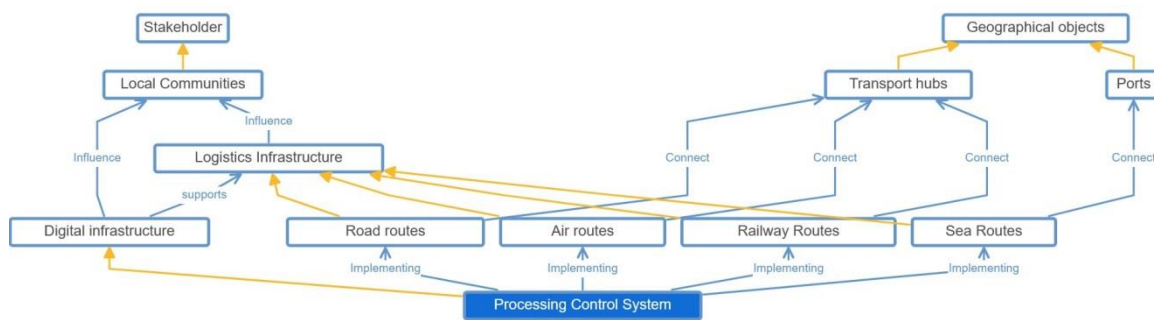 Stakeholder
Geographical objects
Local Communities
Transport hubs
Ports
Influence
Influence
Logistics Infrastructure
Connect
Connect
Connect
Connect
supports
Digital infrastructure
Road routes
Air routes
Railway Routes
Sea Routes
Implementing
Implementing
Implementing
Implementing
Processing Control System